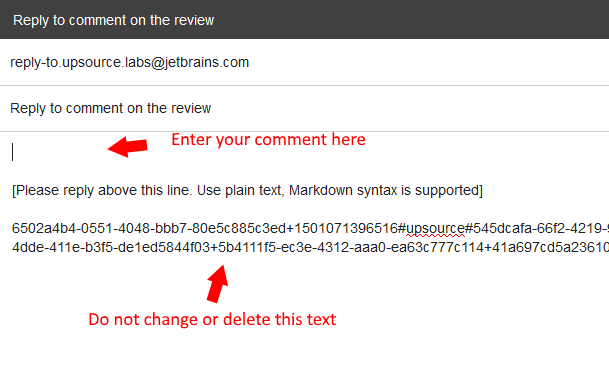 Reply to comment on the review
reply-to.upsource.labs@jetbrains.com
Reply to comment on the review
Enter your comment here
[Please reply above this line. Use plain text, Markdown syntax is supported]
6502a4b4-0551-4048-bbb7-80e5c885c3ed+1501071396516#upsource#545dcafa-66f2-4219-9
4dde-411e-b3f5-de1ed5844f03+5b4111f5-ec3e-4312-aaa0-ea63c777c114+41a697cd5a23610
Do not change or delete this text